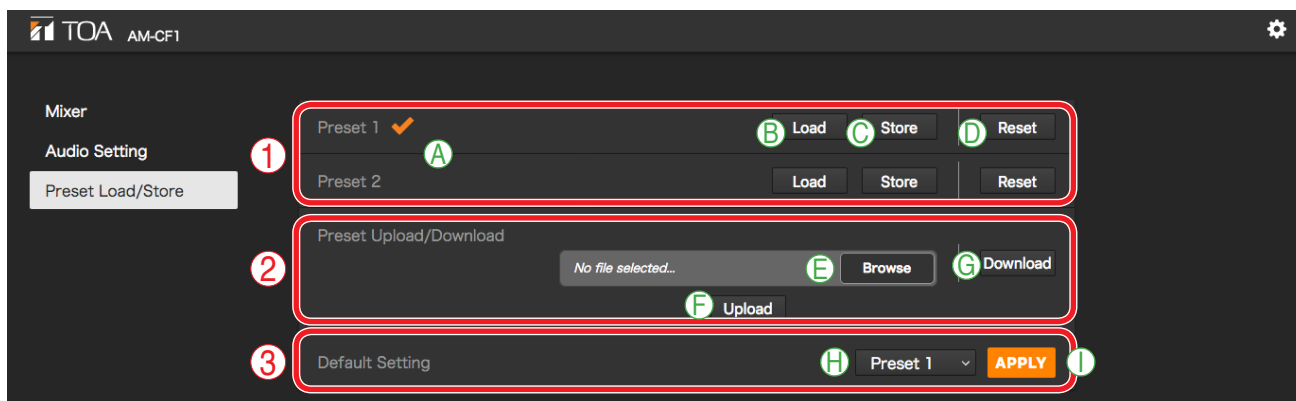 TOA AM-CF1
Mixer
Audio Setting
Preset Load/Store
1
Preset 1 A B Load C Store D Reset
Preset 2 Load Store Reset
2
Preset Upload/Download
No file selected... E Browse G Download
F Upload
3
Default Setting H Preset 1 APPLY I